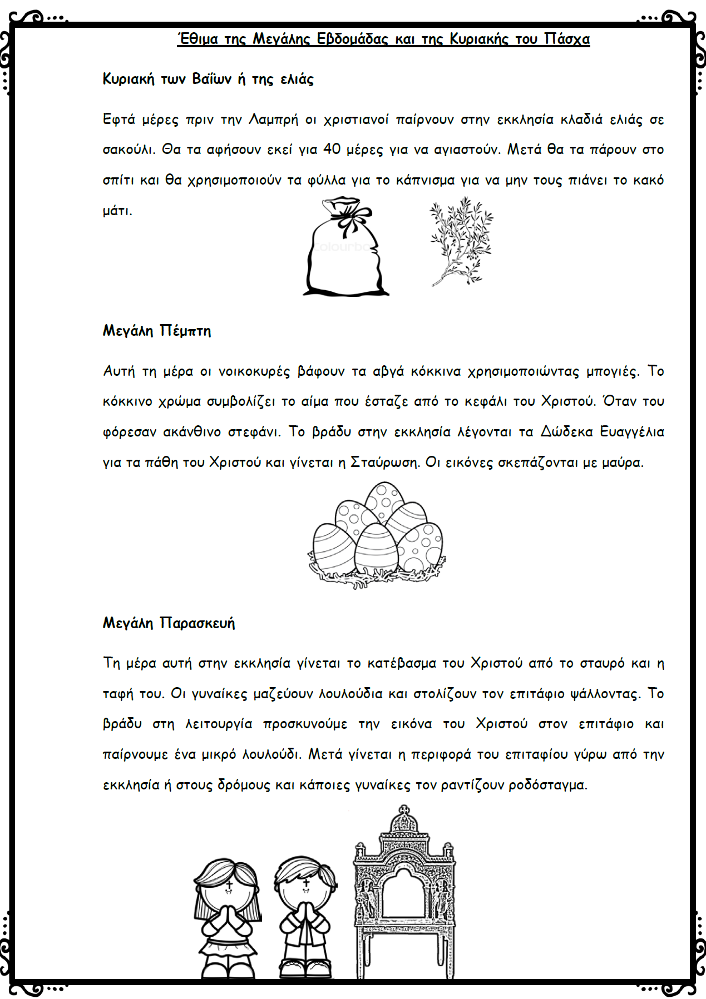 Έθιμα της Μεγάλης Εβδομάδας και της Κυριακής του Πάσχα
Κυριακή των Βαΐων ή της ελιάς
Εφτά μέρες πριν την Λαμπρή οι χριστιανοί παίρνουν στην εκκλησία κλαδιά ελιάς σε
σακούλι. Θα τα αφήσουν εκεί για 40 μέρες για να αγιαστούν. Μετά θα τα πάρουν στο
σπίτι και θα χρησιμοποιούν τα φύλλα για το κάπνισμα για να μην τους πιάνει το κακό
μάτι.
colourbo
Μεγάλη Πέμπτη
Αυτή τη μέρα οι νοικοκυρές βάφουν τα αβγά κόκκινα χρησιμοποιώντας μπογιές. Το
κόκκινο χρώμα συμβολίζει το αίμα που έσταζε από το κεφάλι του Χριστού. Όταν του
φόρεσαν ακάνθινο στεφάνι. Το βράδυ στην εκκλησία λέγονται τα Δώδεκα Ευαγγέλια
για τα πάθη του Χριστού και γίνεται η Σταύρωση. Οι εικόνες σκεπάζονται με μαύρα.
Μεγάλη Παρασκευή
Τη μέρα αυτή στην εκκλησία γίνεται το κατέβασμα του Χριστού από το σταυρό και η
ταφή του. Οι γυναίκες μαζεύουν λουλούδια και στολίζουν τον επιτάφιο ψάλλοντας. Το
βράδυ στη λειτουργία προσκυνούμε την εικόνα του Χριστού στον επιτάφιο και
παίρνουμε ένα μικρό λουλούδι. Μετά γίνεται η περιφορά του επιταφίου γύρω από την
εκκλησία ή στους δρόμους και κάποιες γυναίκες τον ραντίζουν ροδόσταγμα.